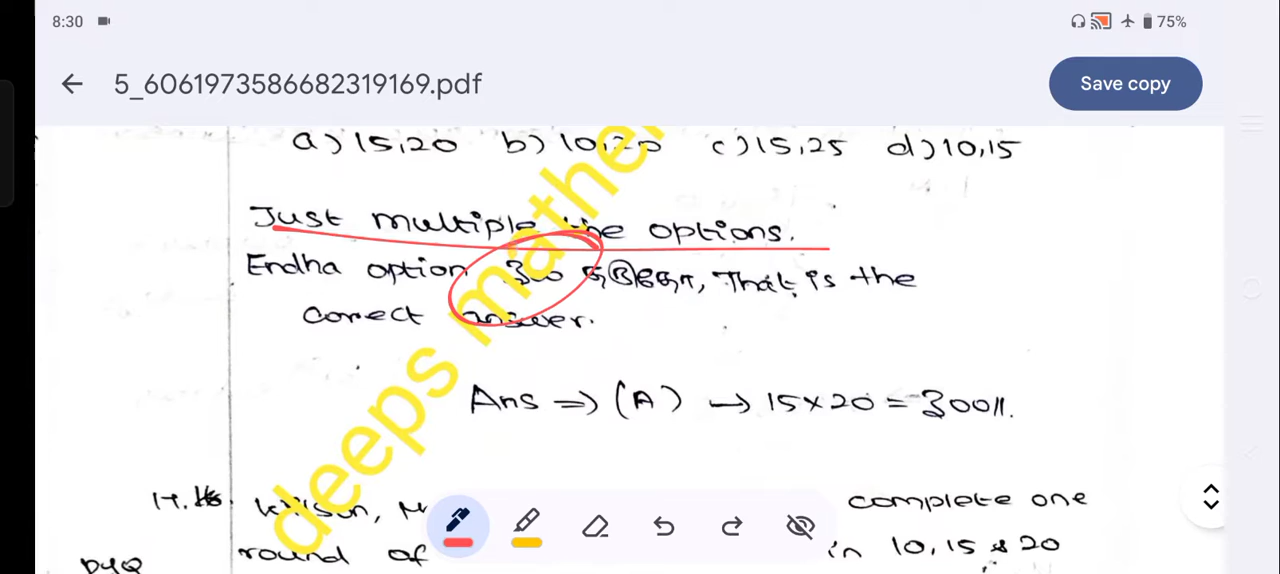 8:30
75%
5_6061973586682319169.pdf
Save copy
a) 15,20 b) 10,20 c) 15,25 d) 10,15
Just multiple the options.
Endha option 300 , That is the
correct answer.
Ans => (A) → 15×20 = 300//.
17. complete one
round of in 10, 15 & 20
PYQ
deeps mathe